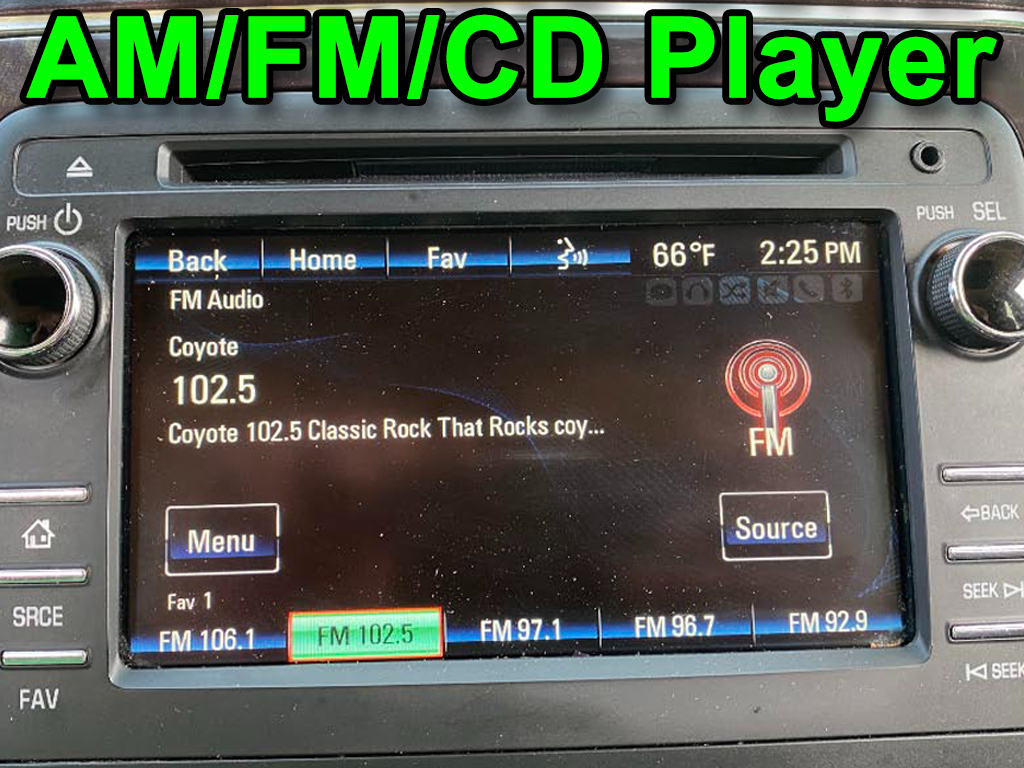 AM/FM/CD Player
PUSH
PUSH SEL
Back Home Fav 66°F 2:25 PM
FM Audio
Coyote
102.5
Coyote 102.5 Classic Rock That Rocks coy...
FM
Menu
Source
Fav 1
FM 106.1 FM 102.5 FM 97.1 FM 96.7 FM 92.9
SRCE
FAV
BACK
SEEK
SEEK